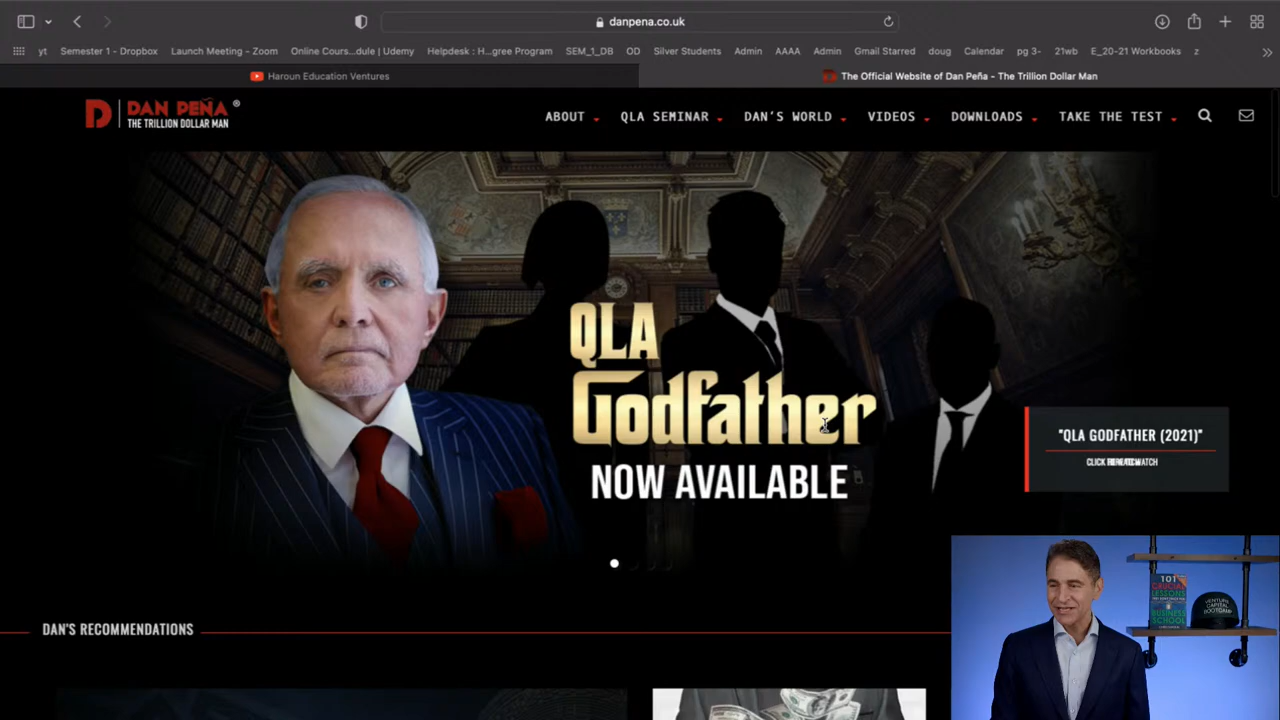 danpena.co.uk
yt Semester 1 - Dropbox Launch Meeting - Zoom Online Cours...dule | Udemy Helpdesk : H...gree Program SEM_1_DB OD Silver Students Admin AAAA Admin Gmail Starred doug Calendar pg 3- 21wb E_20-21 Workbooks z
Haroun Education Ventures
The Official Website of Dan Peña - The Trillion Dollar Man
D DAN PEÑA ®
THE TRILLION DOLLAR MAN
ABOUT QLA SEMINAR DAN'S WORLD VIDEOS DOWNLOADS TAKE THE TEST
QLA
Godfather
NOW AVAILABLE
"QLA GODFATHER (2021)"
CLICK WATCH
DAN'S RECOMMENDATIONS
101
CRUCIAL
LESSONS
BUSINESS
SCHOOL
VENTURE
CAPITAL
BOOTCAMP